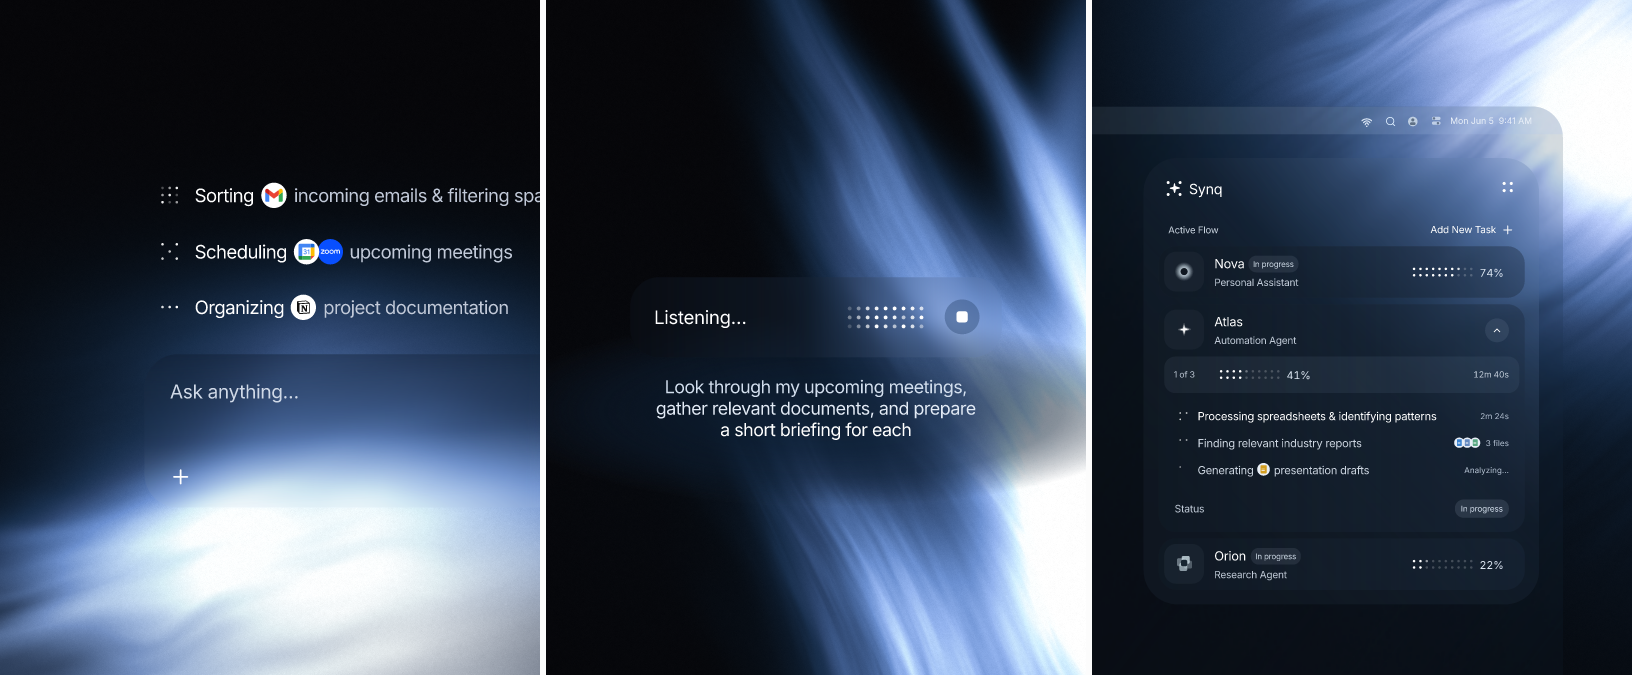 Sorting incoming emails & filtering spa
Scheduling 31 zoom upcoming meetings
Organizing N project documentation
Ask anything...
Listening...
Look through my upcoming meetings,
gather relevant documents, and prepare
a short briefing for each
Mon Jun 5 9:41 AM
Synq
Active Flow
Add New Task +
Nova In progress
Personal Assistant
74%
Atlas
Automation Agent
1 of 3
41%
12m 40s
Processing spreadsheets & identifying patterns
2m 24s
Finding relevant industry reports
3 files
Generating presentation drafts
Analyzing...
Status
In progress
Orion In progress
Research Agent
22%